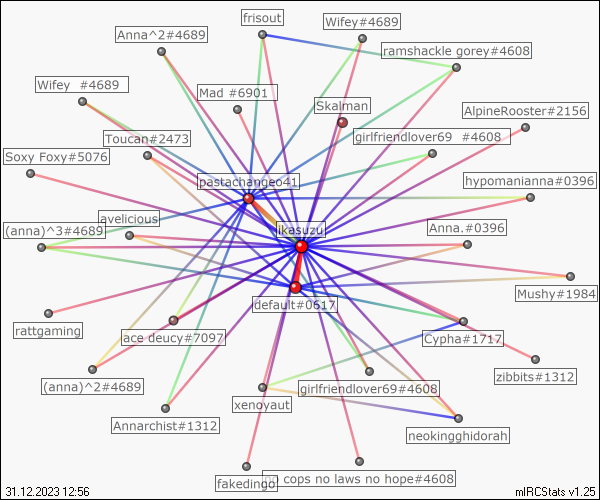 frisout
Wifey#4689
Anna^2#4689
ramshackle gorey#4608
Wifey #4689
Mad #6901
Skalman
AlpineRooster#2156
Toucan#2473
girlfriendlover69 #4608
Soxy Foxy#5076
pastachangeo41
hypomanianna#0396
avelicious
(anna)^3#4689
ikasuzu
Anna.#0396
Mushy#1984
default#0617
rattgaming
ace deucy#7097
Cypha#1717
zibbits#1312
(anna)^2#4689
girlfriendlover69#4608
xenoyaut
Annarchist#1312
neokingghidorah
fakedingo
cops no laws no hope#4608
31.12.2023 12:56
mIRCStats v1.25